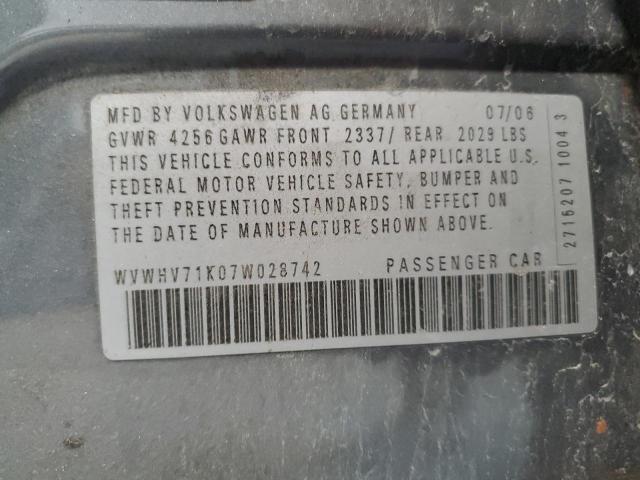 MFD BY VOLKSWAGEN AG GERMANY 07/06
GVWR 4256 GAWR FRONT 2337/ REAR 2029 LBS
THIS VEHICLE CONFORMS TO ALL APPLICABLE U.S.
FEDERAL MOTOR VEHICLE SAFETY, BUMPER AND
THEFT PREVENTION STANDARDS IN EFFECT ON
THE DATE OF MANUFACTURE SHOWN ABOVE.
WVWHV71K07W028742 PASSENGER CAR
2716207 1004 3